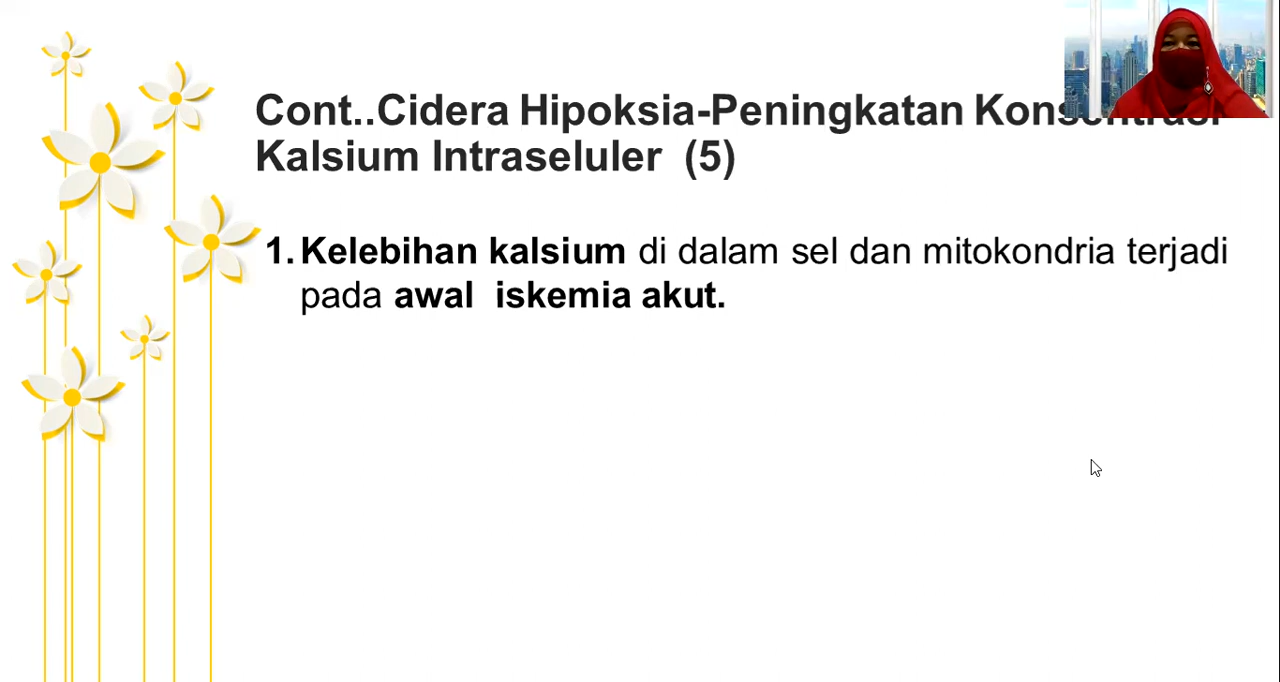 Cont..Cidera Hipoksia-Peningkatan
Kalsium Intraseluler (5)
1. Kelebihan kalsium di dalam sel dan mitokondria terjadi
pada awal iskemia akut.